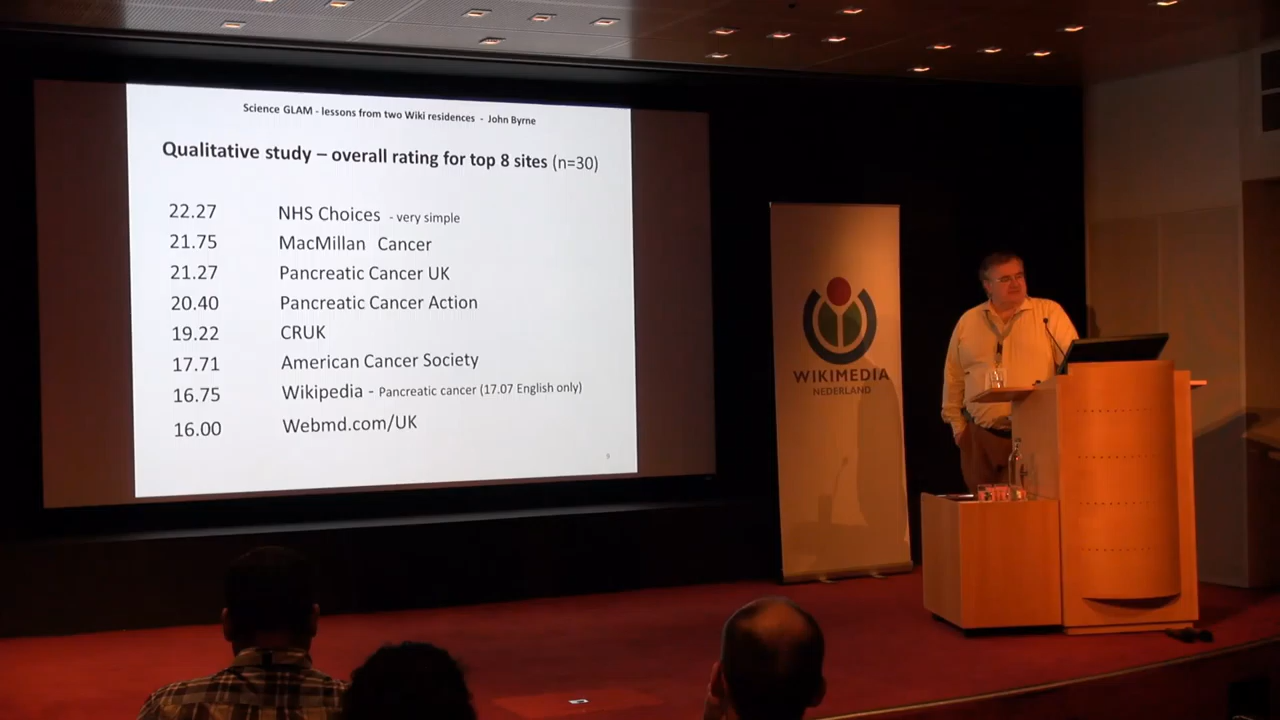 Science GLAM - lessons from two Wiki residences - John Byrne
Qualitative study – overall rating for top 8 sites (n=30)
22.27 NHS Choices - very simple
21.75 MacMillan Cancer
21.27 Pancreatic Cancer UK
20.40 Pancreatic Cancer Action
19.22 CRUK
17.71 American Cancer Society
16.75 Wikipedia - Pancreatic cancer (17.07 English only)
16.00 Webmd.com/UK
9
WIKIMEDIA
NEDERLAND